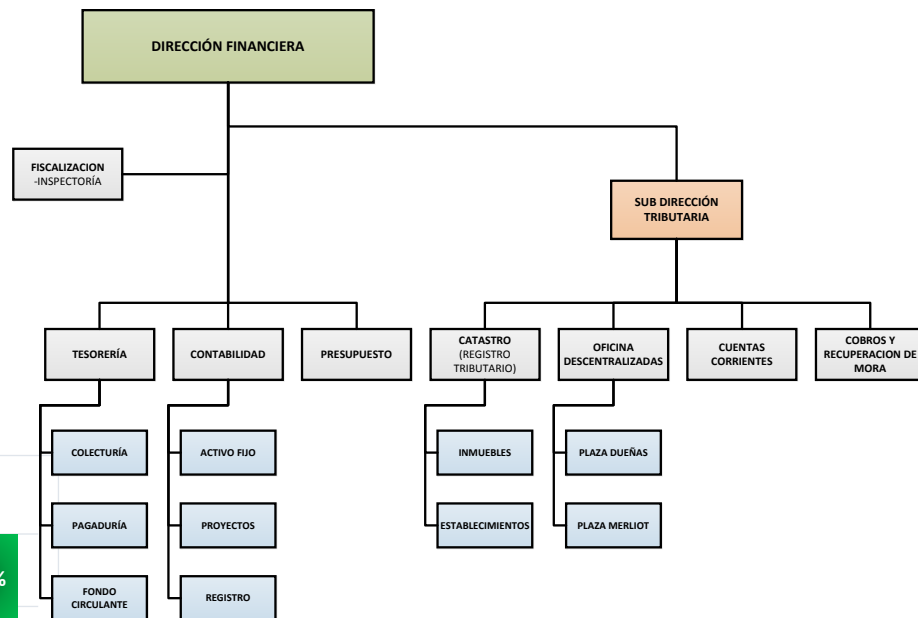 DIRECCIÓN FINANCIERA
FISCALIZACION
-INSPECTORÍA
SUB DIRECCIÓN
TRIBUTARIA
TESORERÍA
CONTABILIDAD
PRESUPUESTO
CATASTRO
(REGISTRO
TRIBUTARIO)
OFICINA
DESCENTRALIZADAS
CUENTAS
CORRIENTES
COBROS Y
RECUPERACION DE
MORA
COLECTURÍA
ACTIVO FIJO
INMUEBLES
PLAZA DUEÑAS
PAGADURÍA
PROYECTOS
ESTABLECIMIENTOS
PLAZA MERLIOT
%
FONDO
CIRCULANTE
REGISTRO